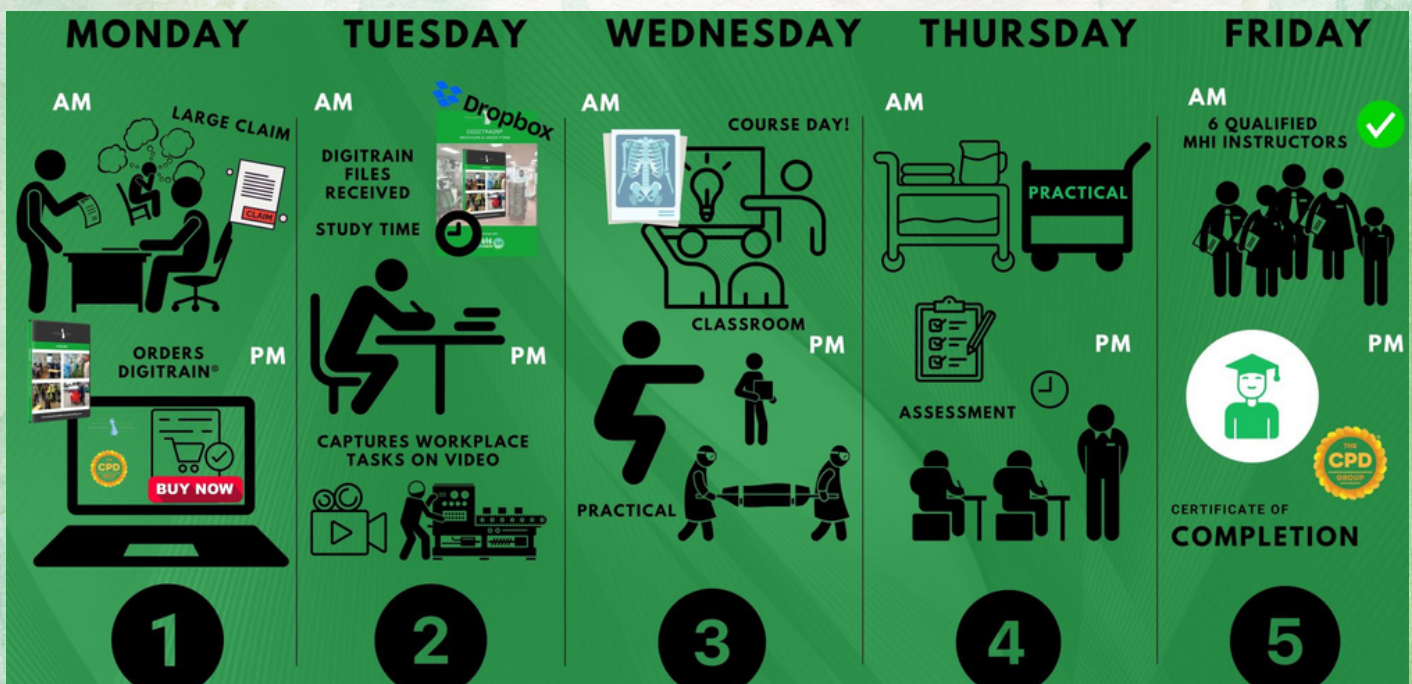 MONDAY
AM
LARGE CLAIM
CLAIM
ORDERS
DIGITRAIN®
PM
CPD
BUY NOW
1
TUESDAY
AM
Dropbox
DIGITRAIN
FILES
RECEIVED
STUDY TIME
PM
CAPTURES WORKPLACE
TASKS ON VIDEO
2
WEDNESDAY
AM
COURSE DAY!
CLASSROOM
PM
PRACTICAL
3
THURSDAY
AM
PRACTICAL
PM
ASSESSMENT
4
FRIDAY
AM
6 QUALIFIED
MHI INSTRUCTORS
PM
THE
CPD
GROUP
CERTIFICATE OF
COMPLETION
5